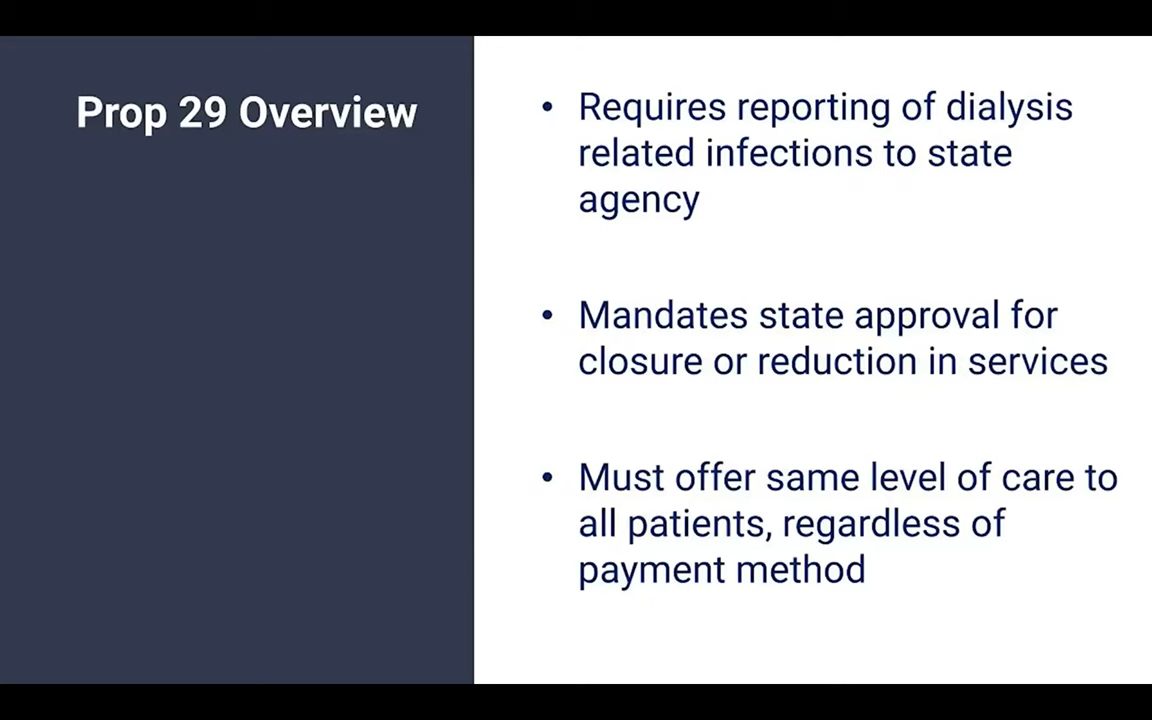 Prop 29 Overview
• Requires reporting of dialysis
related infections to state
agency
• Mandates state approval for
closure or reduction in services
• Must offer same level of care to
all patients, regardless of
payment method